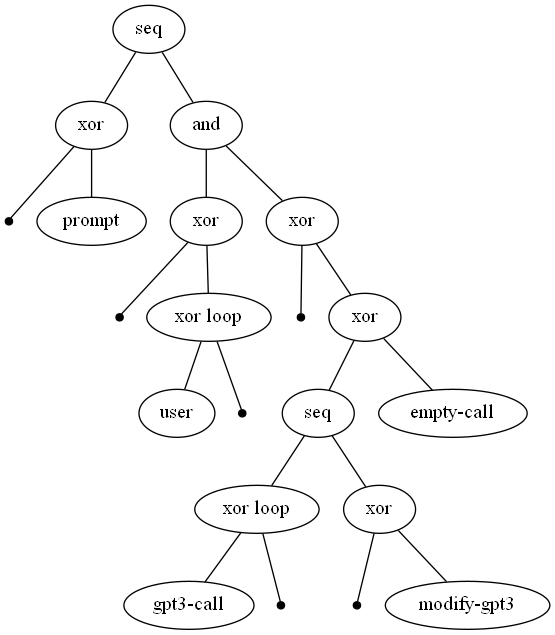 seq
xor
and
prompt
xor
xor
xor loop
xor
user
seq
empty-call
xor loop
xor
gpt3-call
modify-gpt3